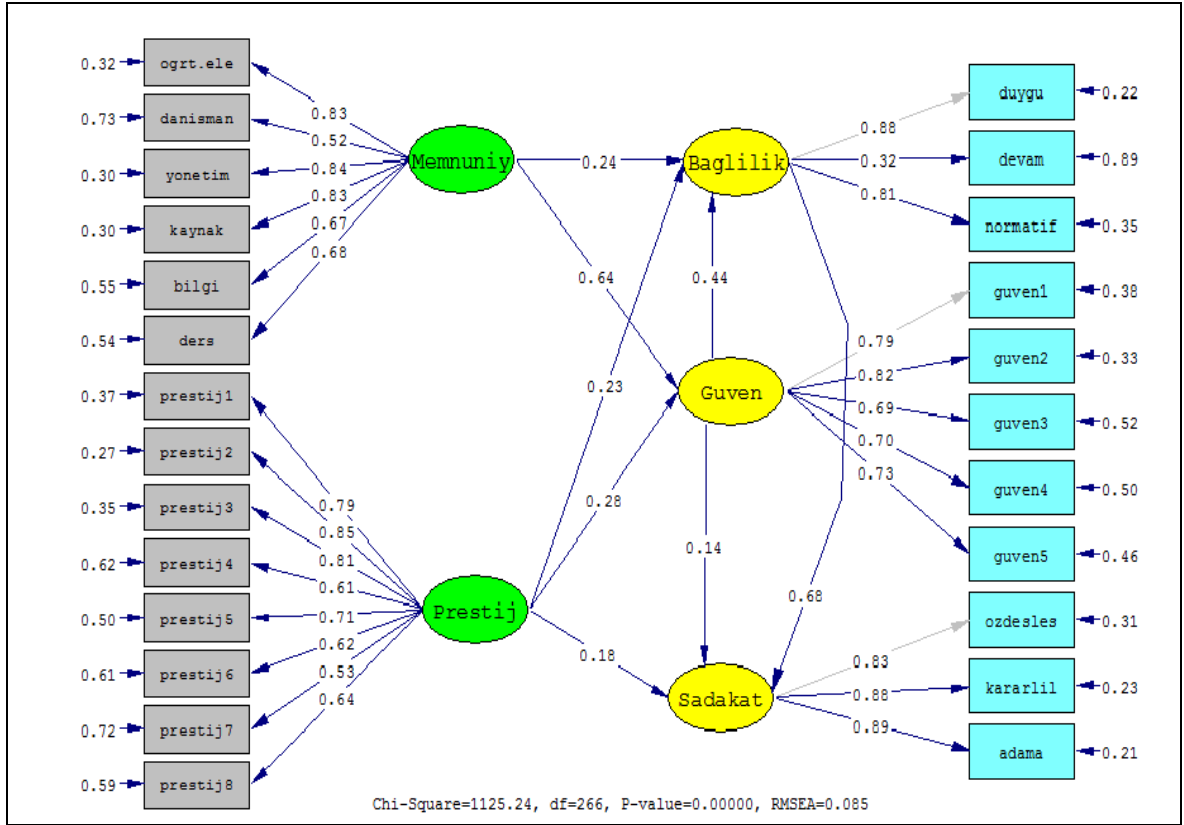 0.32 ogrt.ele
0.73 danisman
0.30 yonetim
0.30 kaynak
0.55 bilgi
0.54 ders
0.37 prestij1
0.27 prestij2
0.35 prestij3
0.62 prestij4
0.50 prestij5
0.61 prestij6
0.72 prestij7
0.59 prestij8
0.83
0.52
0.84
0.83
0.67
0.68
0.79
0.85
0.81
0.61
0.71
0.62
0.53
0.64
Memnuniy
Prestij
0.24
0.64
0.23
0.28
0.18
Baglilik
0.44
Guven
0.14
0.68
Sadakat
0.88
0.32
0.81
0.79
0.82
0.69
0.70
0.73
0.83
0.88
0.89
duygu 0.22
devam 0.89
normatif 0.35
guven1 0.38
guven2 0.33
guven3 0.52
guven4 0.50
guven5 0.46
ozdesles 0.31
kararlil 0.23
adama 0.21
Chi-Square=1125.24, df=266, P-value=0.00000, RMSEA=0.085